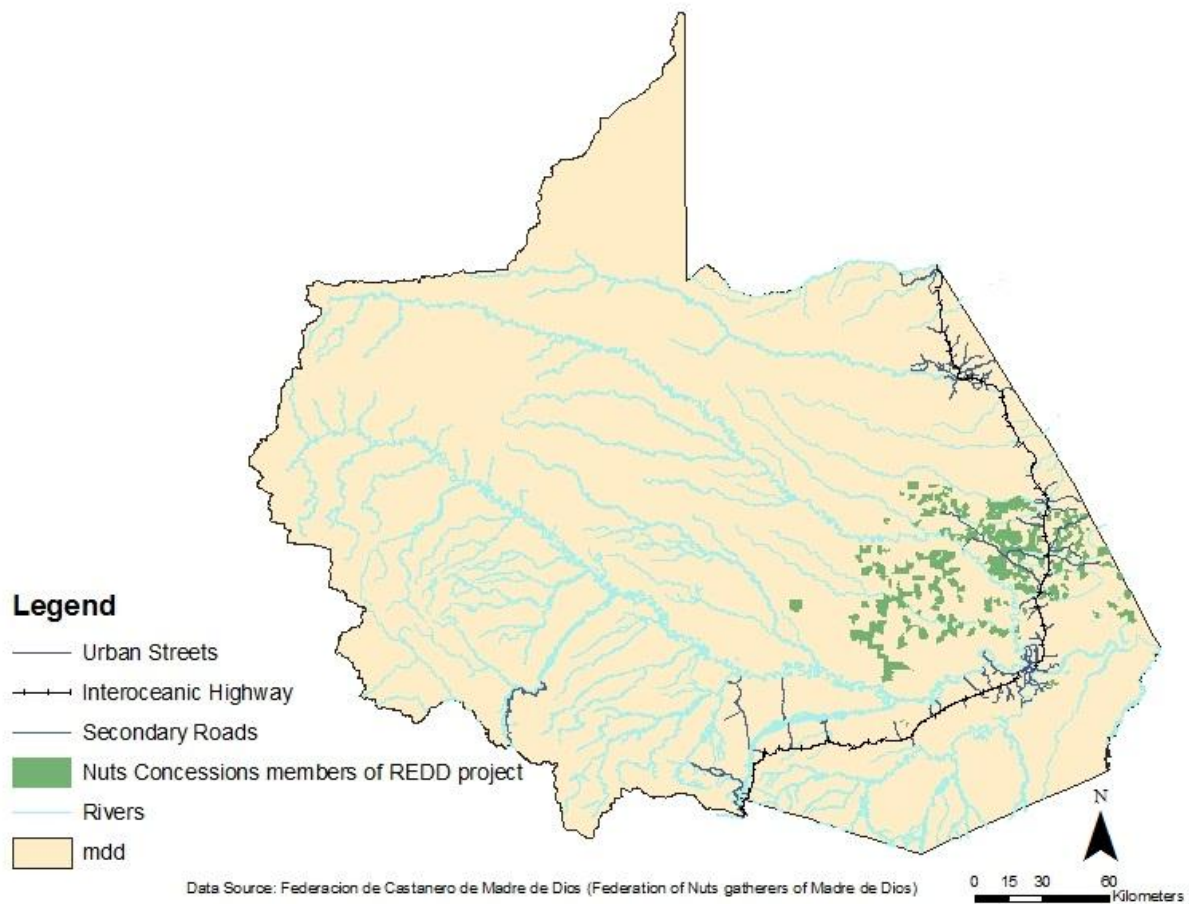 Legend
Urban Streets
Interoceanic Highway
Secondary Roads
Nuts Concessions members of REDD project
Rivers
mdd
N
Data Source: Federacion de Castanero de Madre de Dios (Federation of Nuts gatherers of Madre de Dios)
0 15 30 60
Kilometers